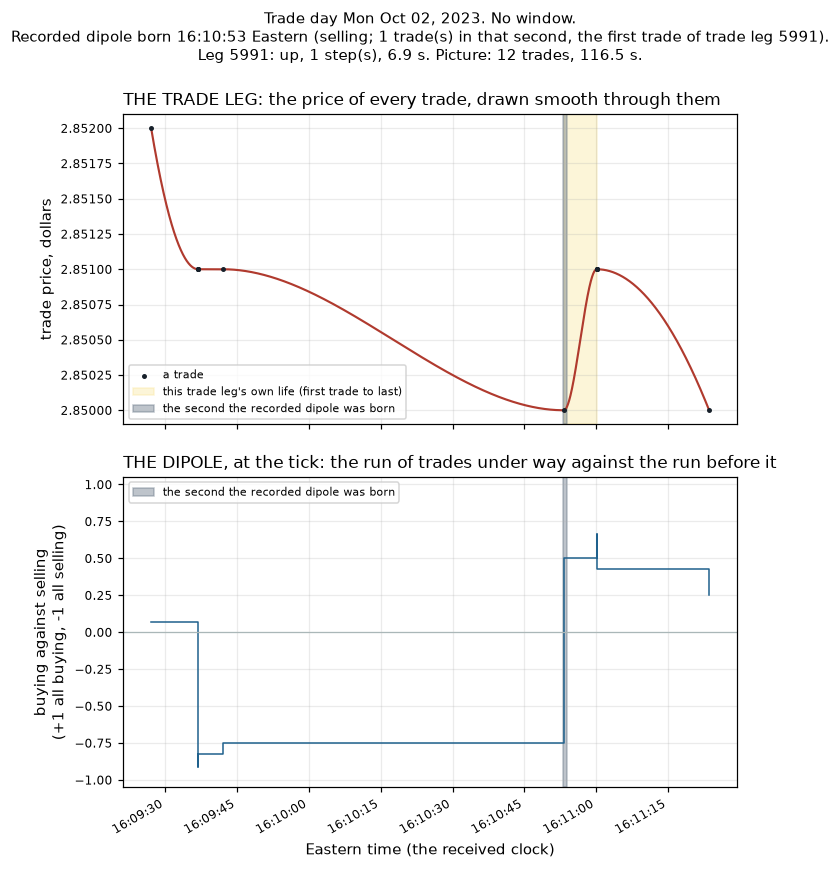 Trade day Mon Oct 02, 2023. No window.
Recorded dipole born 16:10:53 Eastern (selling; 1 trade(s) in that second, the first trade of trade leg 5991).
Leg 5991: up, 1 step(s), 6.9 s. Picture: 12 trades, 116.5 s.
THE TRADE LEG: the price of every trade, drawn smooth through them
trade price, dollars
2.85200
2.85175
2.85150
2.85125
2.85100
2.85075
2.85050
2.85025
2.85000
a trade
this trade leg's own life (first trade to last)
the second the recorded dipole was born
THE DIPOLE, at the tick: the run of trades under way against the run before it
buying against selling
(+1 all buying, -1 all selling)
1.00
0.75
0.50
0.25
0.00
−0.25
−0.50
−0.75
−1.00
the second the recorded dipole was born
16:09:30
16:09:45
16:10:00
16:10:15
16:10:30
16:10:45
16:11:00
16:11:15
Eastern time (the received clock)